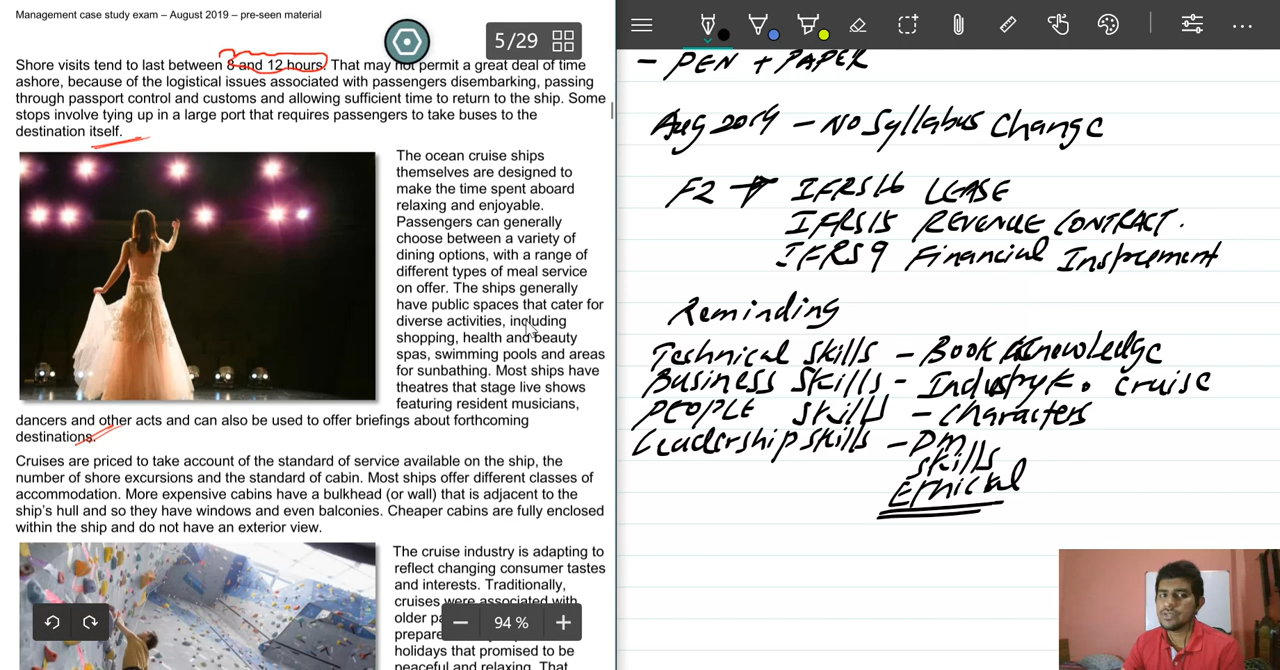 Management case study exam – August 2019 – pre-seen material
5/29
Shore visits tend to last between 8 and 12 hours. That may not permit a great deal of time
ashore, because of the logistical issues associated with passengers disembarking, passing
through passport control and customs and allowing sufficient time to return to the ship. Some
stops involve tying up in a large port that requires passengers to take buses to the
destination itself.
The ocean cruise ships
themselves are designed to
make the time spent aboard
relaxing and enjoyable.
Passengers can generally
choose between a variety of
dining options, with a range of
different types of meal service
on offer. The ships generally
have public spaces that cater for
diverse activities, including
shopping, health and beauty
spas, swimming pools and areas
for sunbathing. Most ships have
theatres that stage live shows
featuring resident musicians,
dancers and other acts and can also be used to offer briefings about forthcoming
destinations.
Cruises are priced to take account of the standard of service available on the ship, the
number of shore excursions and the standard of cabin. Most ships offer different classes of
accommodation. More expensive cabins have a bulkhead (or wall) that is adjacent to the
ship's hull and so they have windows and even balconies. Cheaper cabins are fully enclosed
within the ship and do not have an exterior view.
The cruise industry is adapting to
reflect changing consumer tastes
and interests. Traditionally,
cruises were associated with
older
prepare
holidays that promised to be
peaceful and relaxing. That
94 %
- PEN + PAPER
Aug 2019 - No Syllabus Change
F2 IFRS16 LEASE
IFRS15 REVENUE CONTRACT.
IFRS9 Financial Instrument
Reminding
Technical skills - Book Knowledge
Business skills - Industry K. cruise
PEOPLE skills - characters
Leadership skills - DM
skills
Ethical